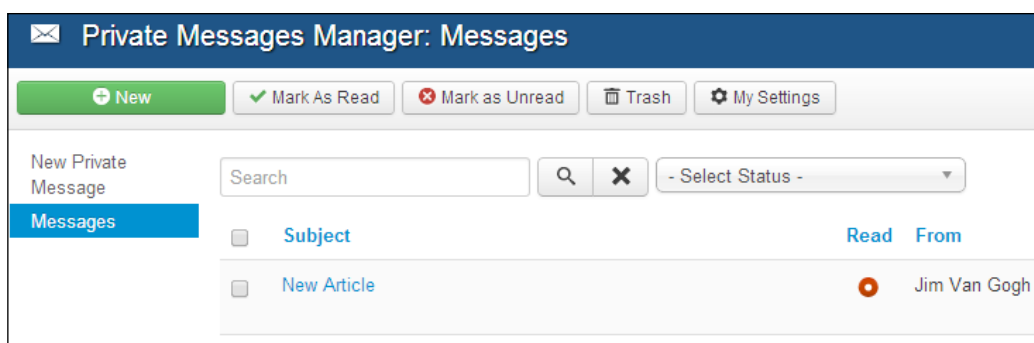 Private Messages Manager: Messages
New Mark As Read Mark as Unread Trash My Settings
New Private
Message
Messages
Search - Select Status -
Subject Read From
New Article Jim Van Gogh